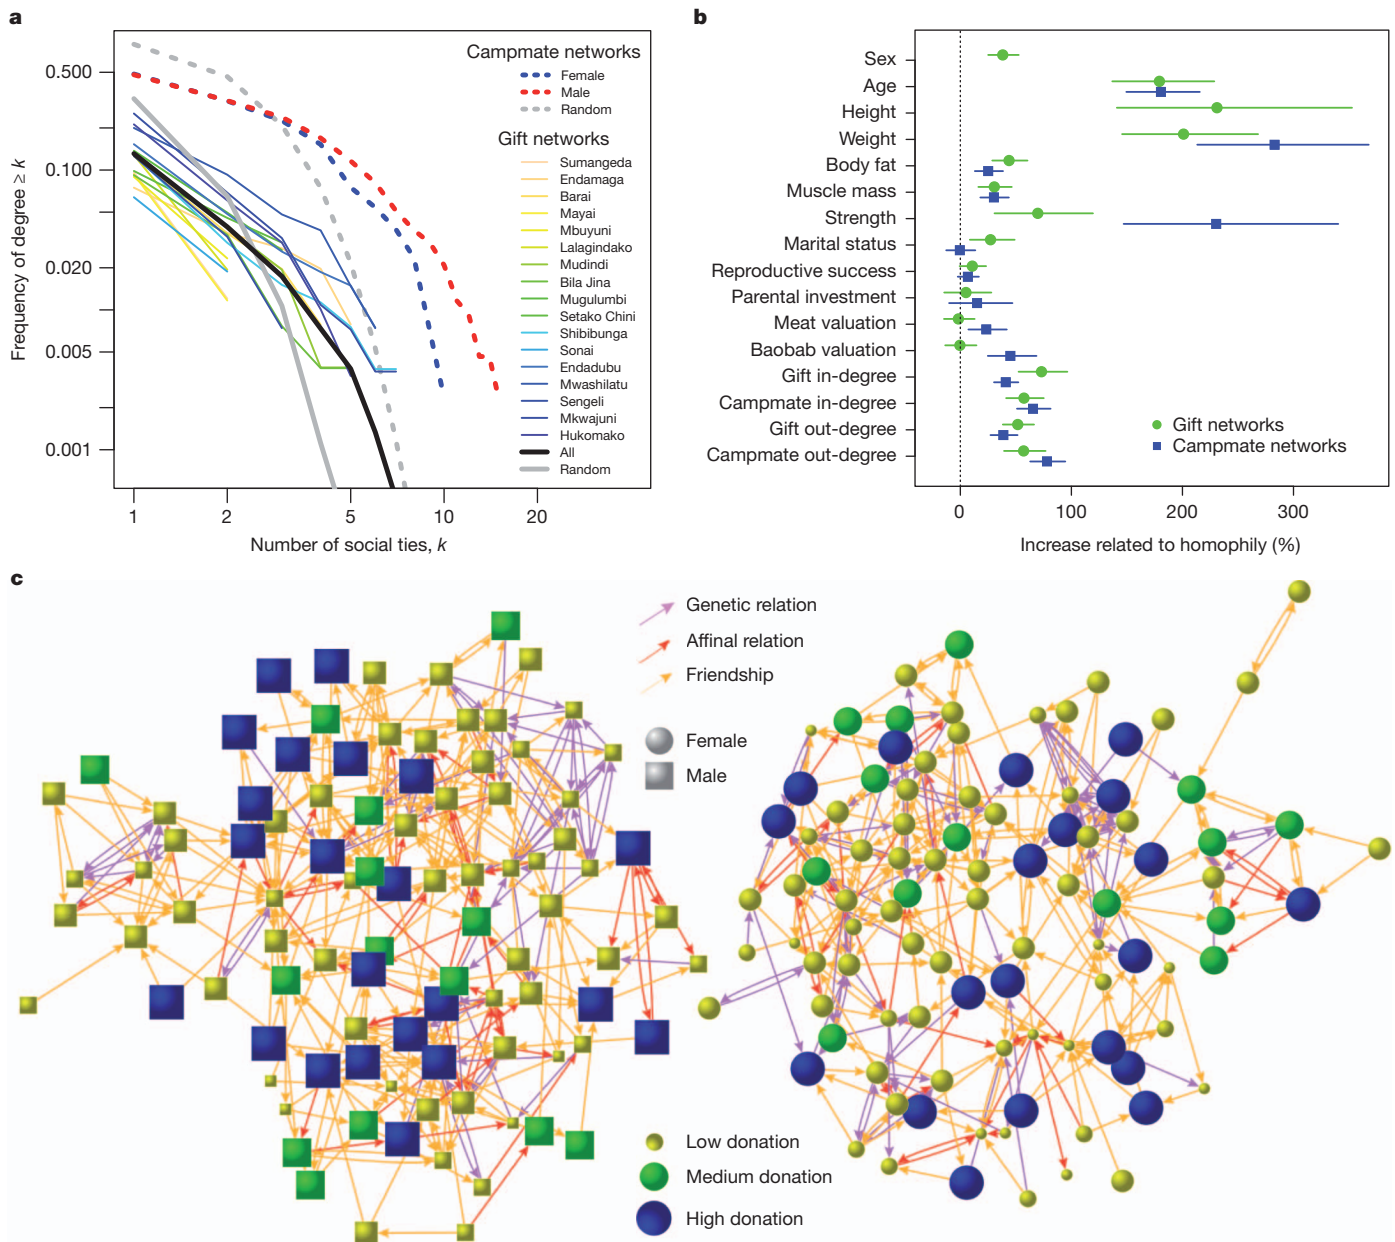 a
Frequency of degree ≥ k
0.500
0.100
0.020
0.005
0.001
1
2
5
10
20
Number of social ties, k
Campmate networks
Female
Male
Random
Gift networks
Sumangeda
Endamaga
Barai
Mayai
Mbuyuni
Lalagindako
Mudindi
Bila Jina
Mugulumbi
Setako Chini
Shibibunga
Sonai
Endadubu
Mwashilatu
Sengeli
Mkwajuni
Hukomako
All
Random
b
Sex
Age
Height
Weight
Body fat
Muscle mass
Strength
Marital status
Reproductive success
Parental investment
Meat valuation
Baobab valuation
Gift in-degree
Campmate in-degree
Gift out-degree
Campmate out-degree
Gift networks
Campmate networks
0
100
200
300
Increase related to homophily (%)
c
Genetic relation
Affinal relation
Friendship
Female
Male
Low donation
Medium donation
High donation